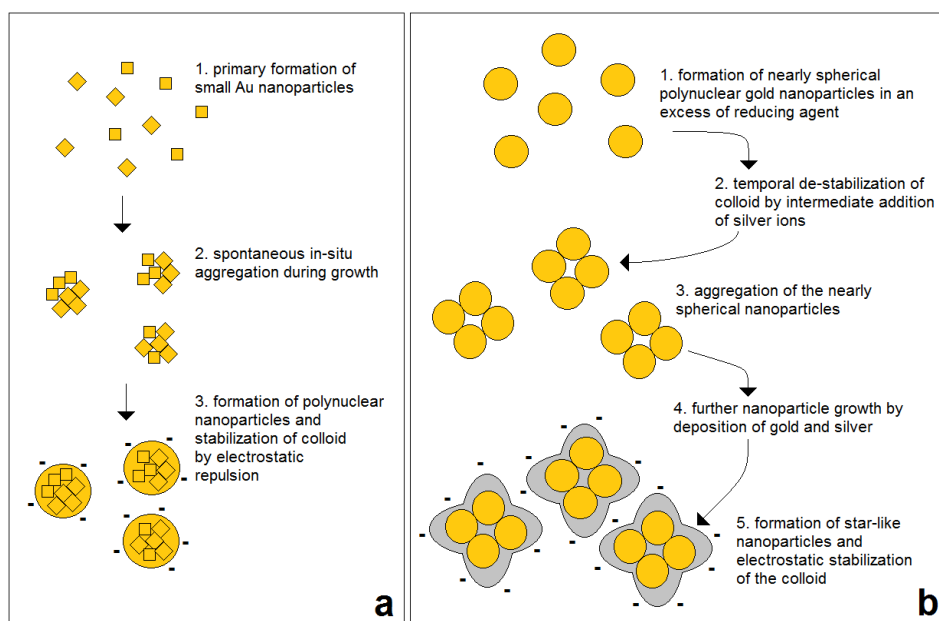 1. primary formation of
small Au nanoparticles
2. spontaneous in-situ
aggregation during growth
3. formation of polynuclear
nanoparticles and
stabilization of colloid
by electrostatic
repulsion
a
1. formation of nearly spherical
polynuclear gold nanoparticles in an
excess of reducing agent
2. temporal de-stabilization of
colloid by intermediate addition
of silver ions
3. aggregation of the nearly
spherical nanoparticles
4. further nanoparticle growth by
deposition of gold and silver
5. formation of star-like
nanoparticles and
electrostatic stabilization
of the colloid
b